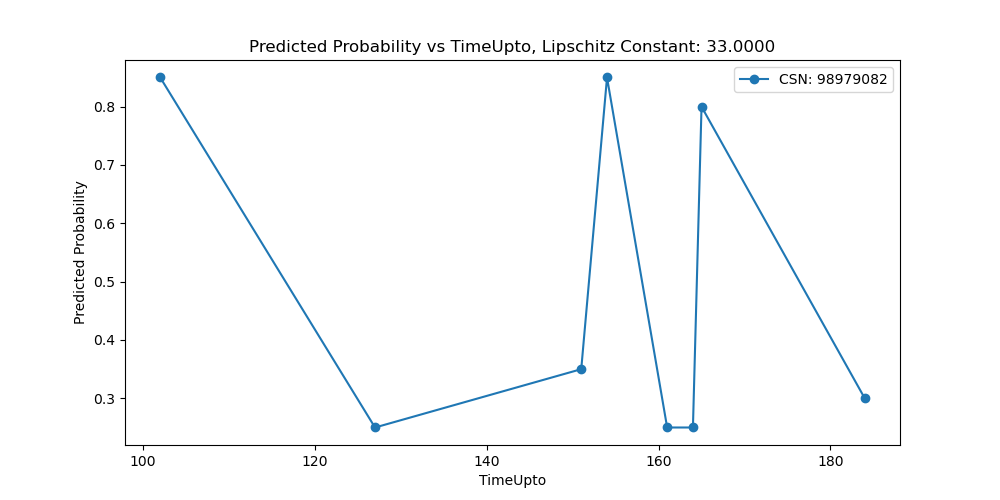 Predicted Probability vs TimeUpto, Lipschitz Constant: 33.0000
CSN: 98979082
Predicted Probability
0.8
0.7
0.6
0.5
0.4
0.3
100 120 140 160 180
TimeUpto